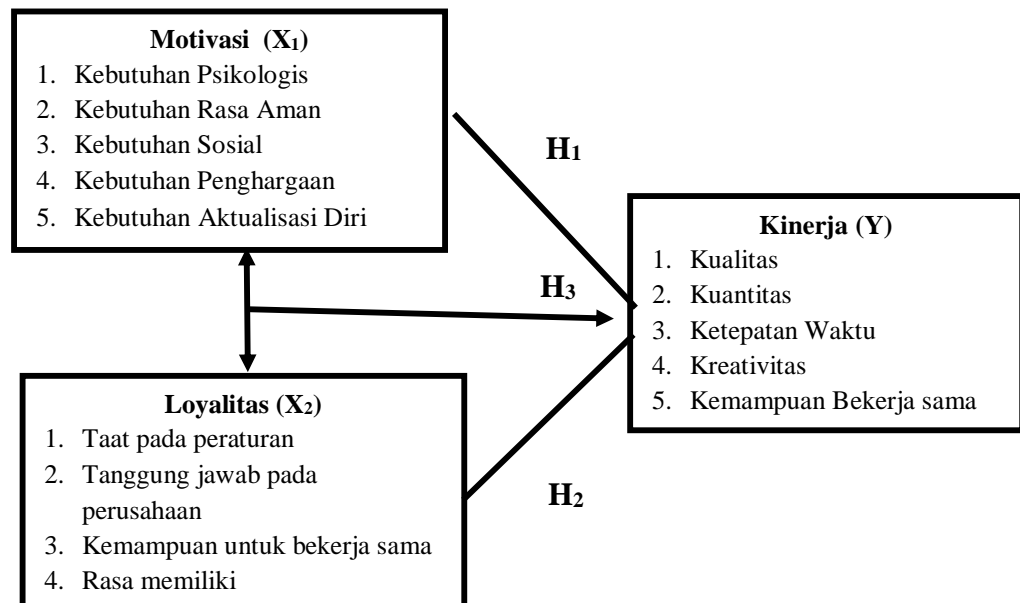 Motivasi (X₁)
1. Kebutuhan Psikologis
2. Kebutuhan Rasa Aman
3. Kebutuhan Sosial
4. Kebutuhan Penghargaan
5. Kebutuhan Aktualisasi Diri
H₁
Kinerja (Y)
1. Kualitas
2. Kuantitas
3. Ketepatan Waktu
4. Kreativitas
5. Kemampuan Bekerja sama
H₃
Loyalitas (X₂)
1. Taat pada peraturan
2. Tanggung jawab pada
perusahaan
3. Kemampuan untuk bekerja sama
4. Rasa memiliki
H₂